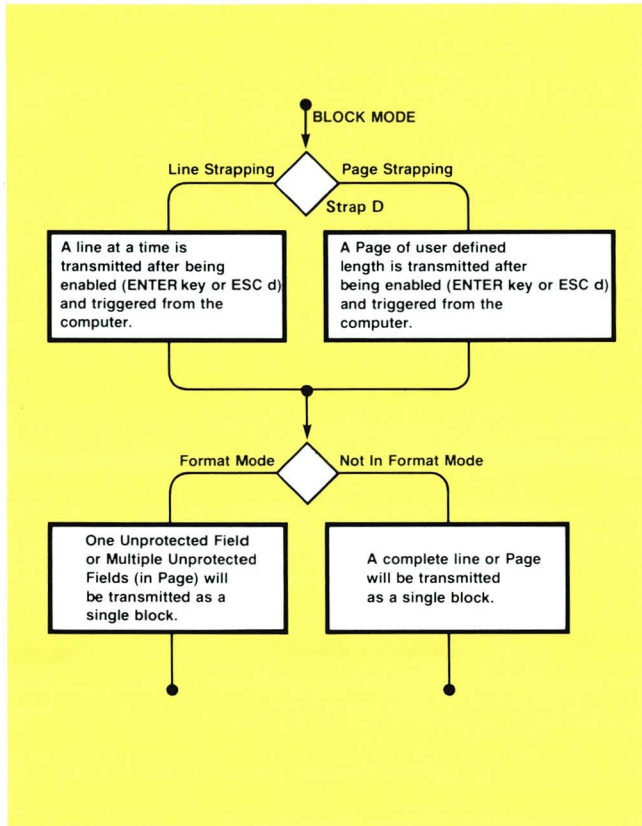 BLOCK MODE
Line Strapping
Page Strapping
Strap D
A line at a time is
transmitted after being
enabled (ENTER key or ESC d)
and triggered from the
computer.
A Page of user defined
length is transmitted after
being enabled (ENTER key or ESC d)
and triggered from the
computer.
Format Mode
Not In Format Mode
One Unprotected Field
or Multiple Unprotected
Fields (in Page) will
be transmitted as a
single block.
A complete line or Page
will be transmitted
as a single block.